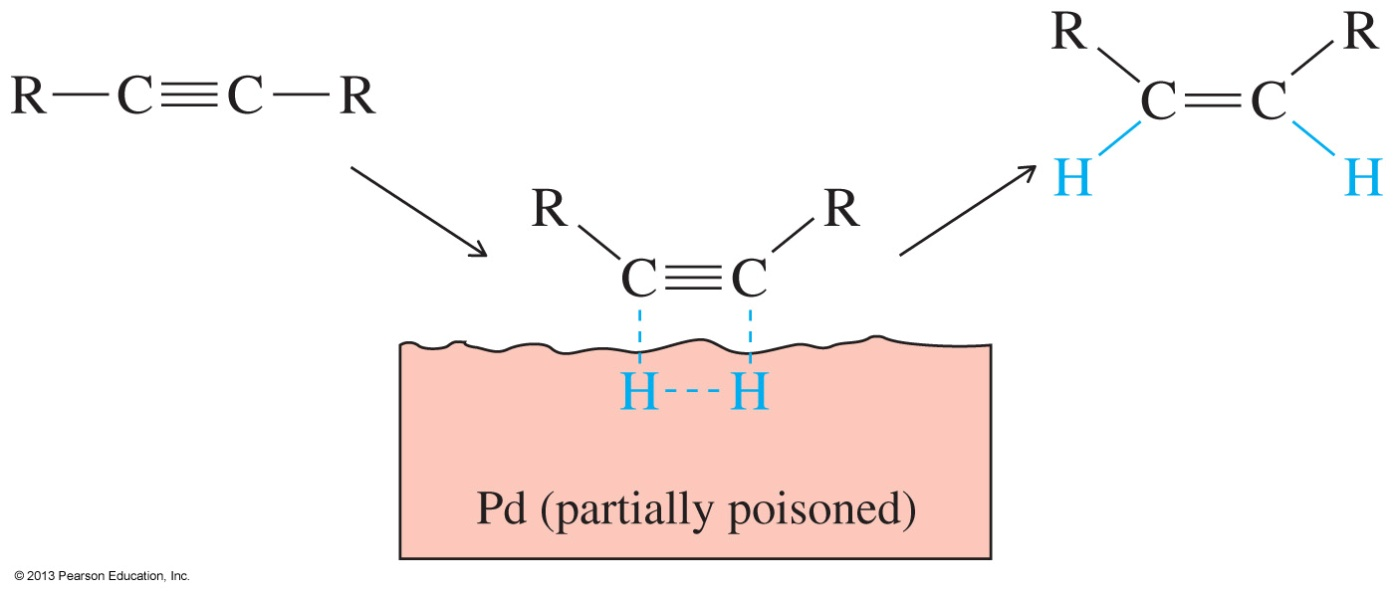 R—C≡C—R
R R
C=C
H H
R R
C≡C
H---H
Pd (partially poisoned)
© 2013 Pearson Education, Inc.